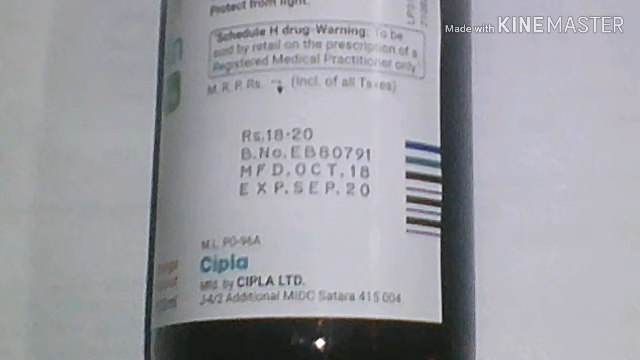 Made with KINEMASTER
Protect from light.
"Schedule H drug-Warning: To be
sold by retail on the prescription of a
Registered Medical Practitioner only"
M. R. P. Rs. (Incl. of all Taxes)
Rs.18-20
B.No.EB80791
MFD.OCT.18
EXP.SEP.20
M.L. PD-96A
Cipla
Mfd. by CIPLA LTD.
J-4/2 Additional MIDC Satara 415 004